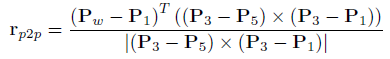 r_{p2p} = \frac{(\mathbf{P}_w - \mathbf{P}_1)^T ((\mathbf{P}_3 - \mathbf{P}_5) \times (\mathbf{P}_3 - \mathbf{P}_1))}{|(\mathbf{P}_3 - \mathbf{P}_5) \times (\mathbf{P}_3 - \mathbf{P}_1)|}